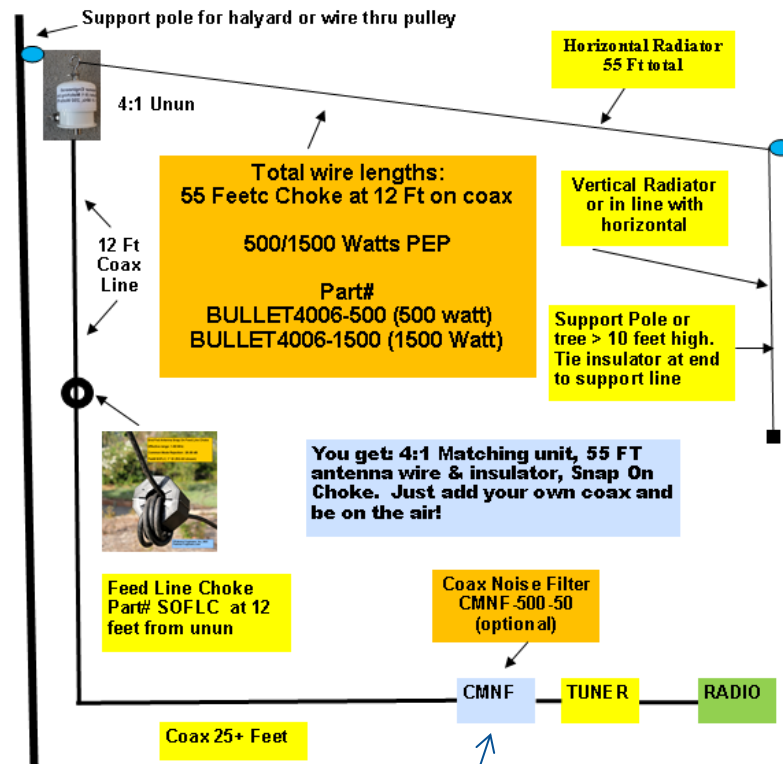 Support pole for halyard or wire thru pulley
Horizontal Radiator
55 Ft total
4:1 Unun
Total wire lengths:
55 Feetc Choke at 12 Ft on coax
500/1500 Watts PEP
Part#
BULLET4006-500 (500 watt)
BULLET4006-1500 (1500 Watt)
Vertical Radiator
or in line with
horizontal
12 Ft
Coax
Line
Support Pole or
tree > 10 feet high.
Tie insulator at end
to support line
You get: 4:1 Matching unit, 55 FT
antenna wire & insulator, Snap On
Choke.  Just add your own coax and
be on the air!
Feed Line Choke
Part# SOFLC  at 12
feet from unun
Coax Noise Filter
CMNF-500-50
(optional)
CMNF
TUNER
RADIO
Coax 25+ Feet